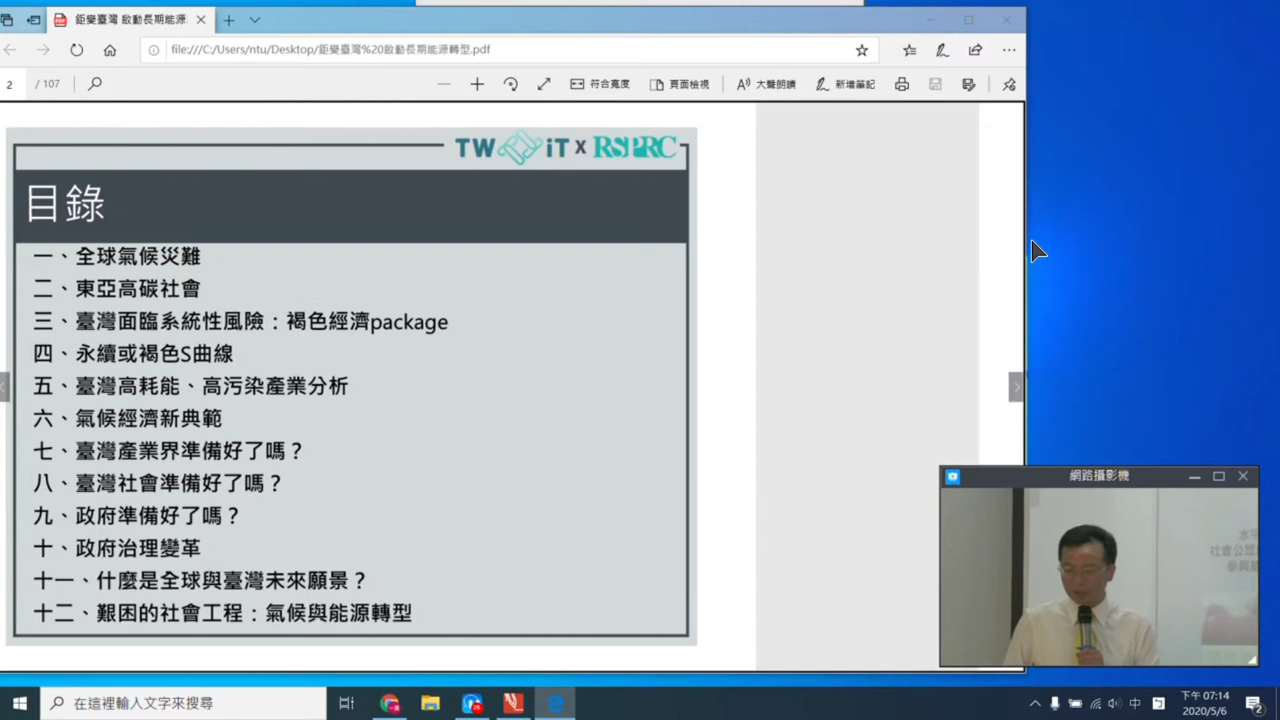 鉅變臺灣 啟動長期能源
file:///C:/Users/ntu/Desktop/鉅變臺灣%20啟動長期能源轉型.pdf
2 / 107
符合寬度
頁面檢視
大聲朗讀
新增筆記
TW iT x RSPRC
目錄
一、全球氣候災難
二、東亞高碳社會
三、臺灣面臨系統性風險：褐色經濟package
四、永續或褐色S曲線
五、臺灣高耗能、高污染產業分析
六、氣候經濟新典範
七、臺灣產業界準備好了嗎？
八、臺灣社會準備好了嗎？
九、政府準備好了嗎？
十、政府治理變革
十一、什麼是全球與臺灣未來願景？
十二、艱困的社會工程：氣候與能源轉型
網路攝影機
水平
社會公眾
在這裡輸入文字來搜尋
中
下午 07:14
2020/5/6
2